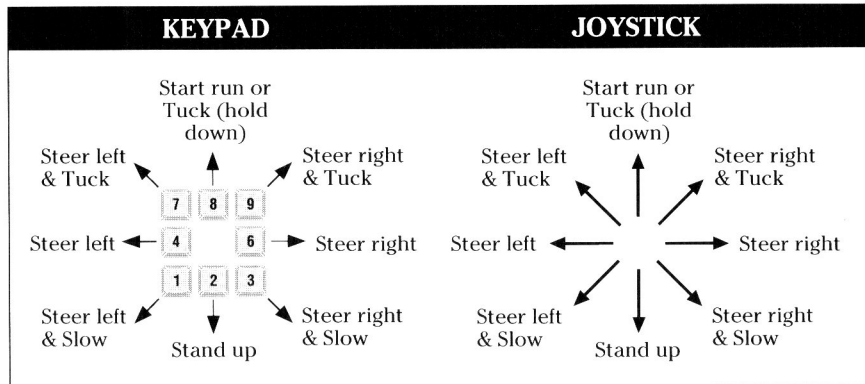 KEYPAD
Start run or
Tuck (hold
down)
Steer left
& Tuck
Steer right
& Tuck
7 8 9
Steer left
4 6
Steer right
1 2 3
Steer left
& Slow
Steer right
& Slow
Stand up
JOYSTICK
Start run or
Tuck (hold
down)
Steer left
& Tuck
Steer right
& Tuck
Steer left
Steer right
Steer left
& Slow
Steer right
& Slow
Stand up